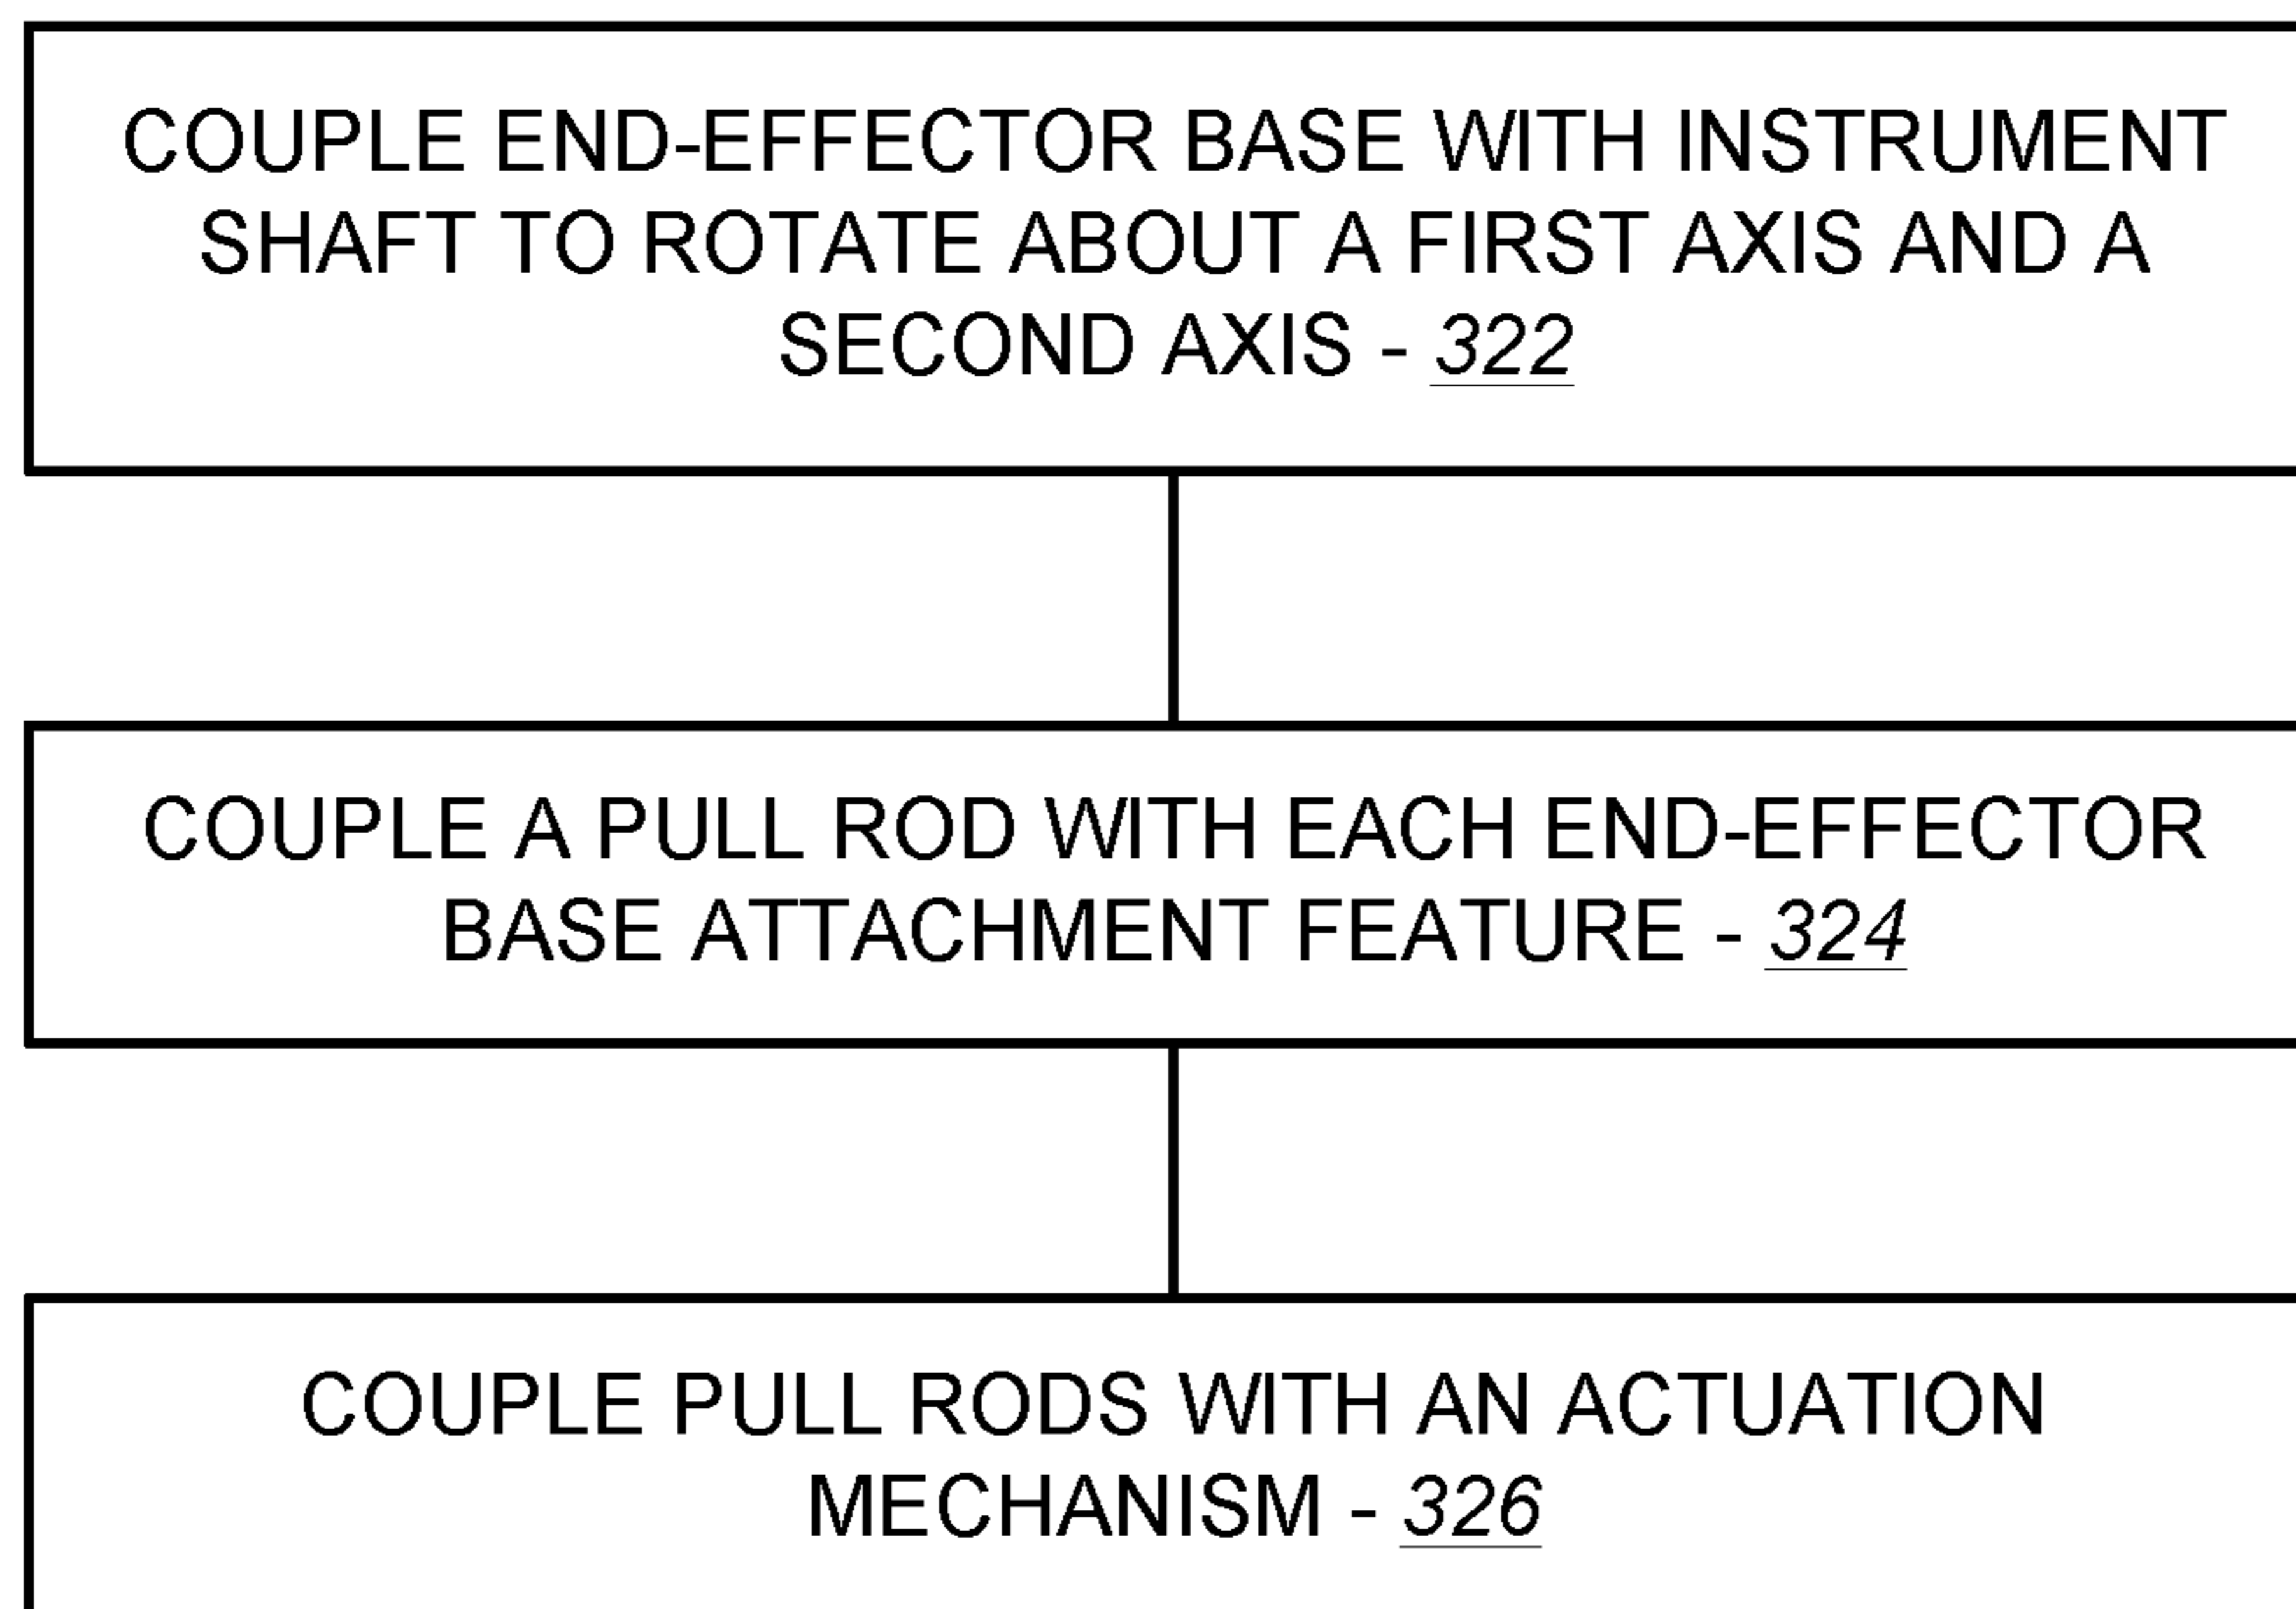 COUPLE END-EFFECTOR BASE WITH INSTRUMENT
SHAFT TO ROTATE ABOUT A FIRST AXIS AND A
SECOND AXIS - 322
COUPLE A PULL ROD WITH EACH END-EFFECTOR
BASE ATTACHMENT FEATURE - 324
COUPLE PULL RODS WITH AN ACTUATION
MECHANISM - 326